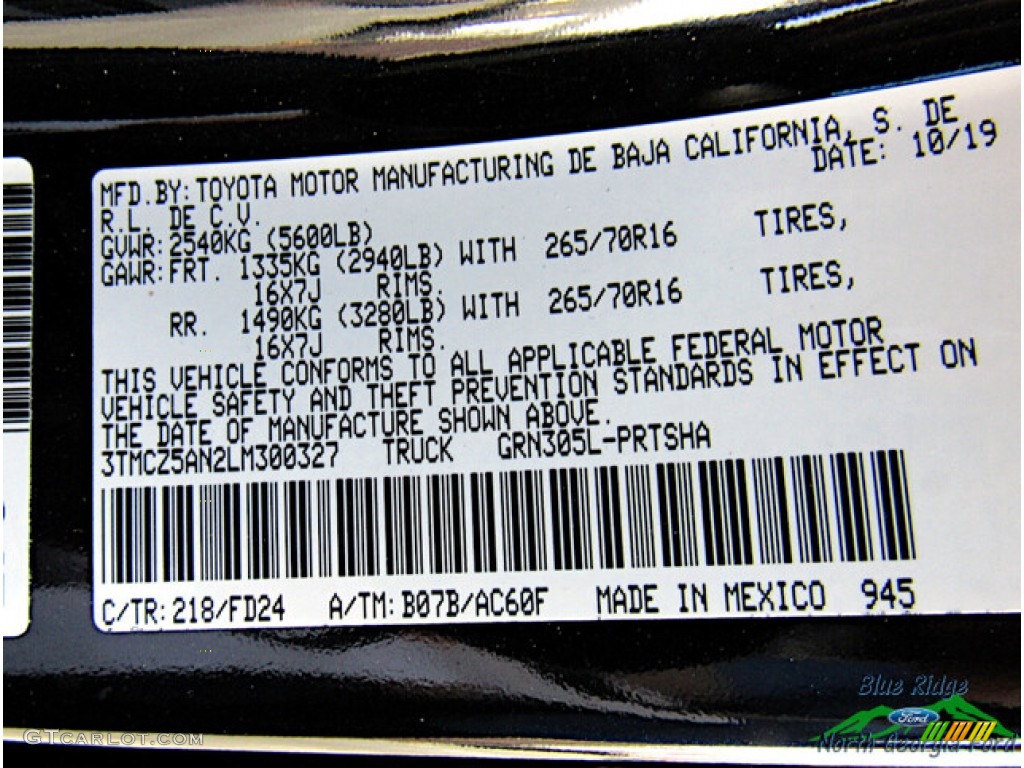 MFD.BY: TOYOTA MOTOR MANUFACTURING DE BAJA CALIFORNIA, S. DE
R.L. DE C.V. DATE: 10/19
GVWR: 2540KG (5600LB)
GAWR: FRT. 1335KG (2940LB) WITH 265/70R16 TIRES,
16X7J RIMS.
RR. 1490KG (3280LB) WITH 265/70R16 TIRES,
16X7J RIMS.
THIS VEHICLE CONFORMS TO ALL APPLICABLE FEDERAL MOTOR
VEHICLE SAFETY AND THEFT PREVENTION STANDARDS IN EFFECT ON
THE DATE OF MANUFACTURE SHOWN ABOVE.
3TMCZ5AN2LM300327 TRUCK GRN305L-PRTSHA
C/TR: 218/FD24 A/TM: B07B/AC60F MADE IN MEXICO 945
Blue Ridge
Ford
North Georgia Ford
GTcarlot.com